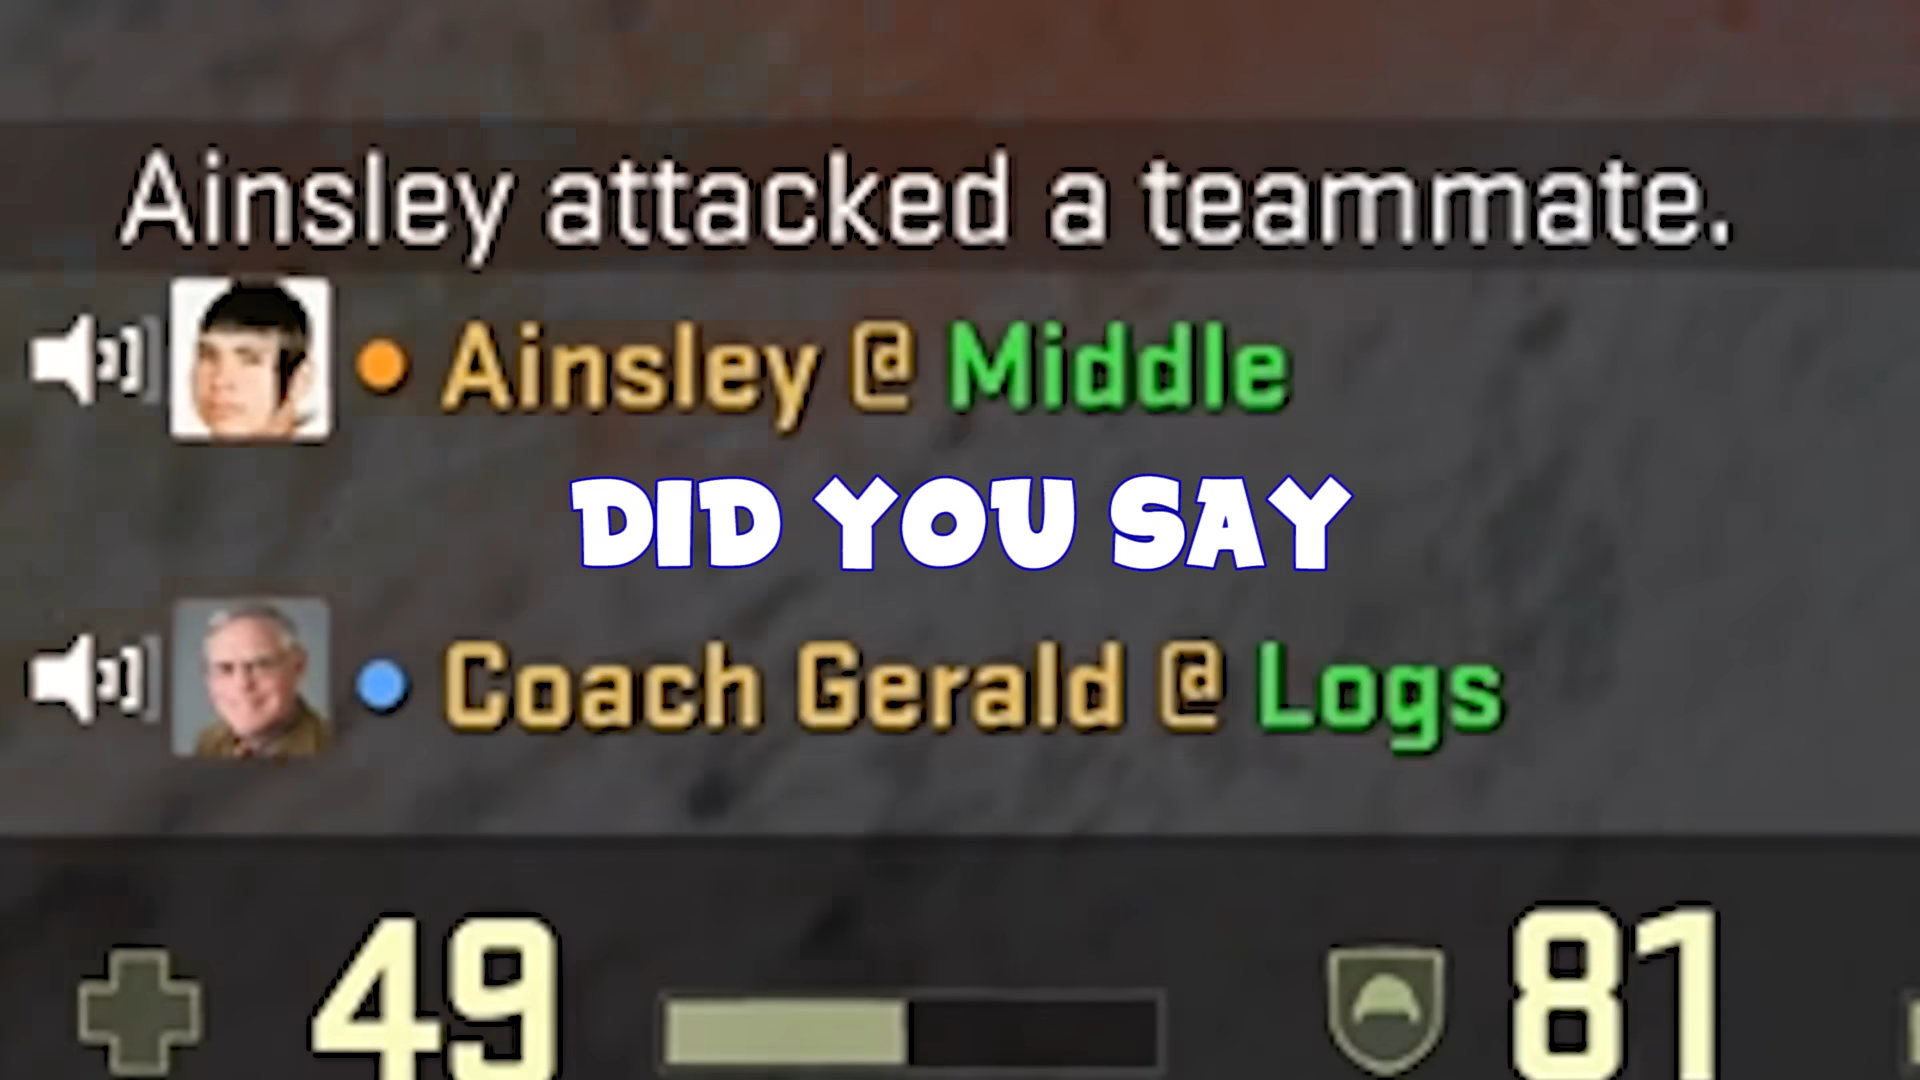 Ainsley attacked a teammate.
Ainsley @ Middle
DID YOU SAY
Coach Gerald @ Logs
49
81